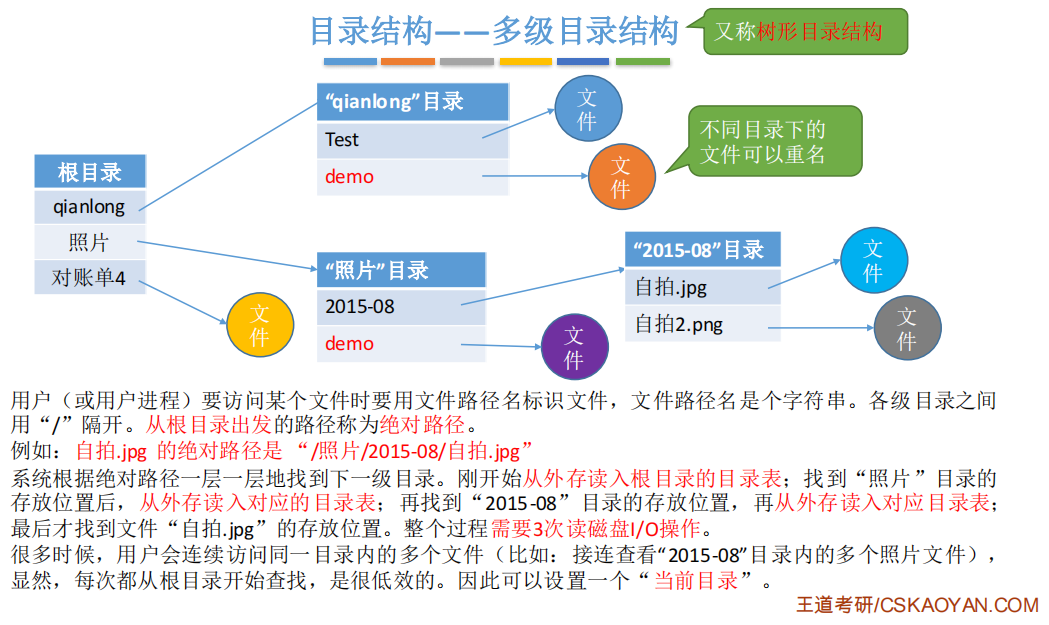 目录结构——多级目录结构
又称树形目录结构
“qianlong”目录
Test
demo
文
件
文
件
不同目录下的
文件可以重名
根目录
qianlong
照片
对账单4
文
件
“照片”目录
2015-08
demo
文
件
“2015-08”目录
自拍.jpg
自拍2.png
文
件
文
件
用户（或用户进程）要访问某个文件时要用文件路径名标识文件，文件路径名是个字符串。各级目录之间
用“/”隔开。从根目录出发的路径称为绝对路径。
例如：自拍.jpg 的绝对路径是 “/照片/2015-08/自拍.jpg”
系统根据绝对路径一层一层地找到下一级目录。刚开始从外存读入根目录的目录表；找到“照片”目录的
存放位置后，从外存读入对应的目录表；再找到“2015-08”目录的存放位置，再从外存读入对应目录表；
最后才找到文件“自拍.jpg”的存放位置。整个过程需要3次读磁盘I/O操作。
很多时候，用户会连续访问同一目录内的多个文件（比如：接连查看“2015-08”目录内的多个照片文件），
显然，每次都从根目录开始查找，是很低效的。因此可以设置一个“当前目录”。
王道考研/CSKAOYAN.COM